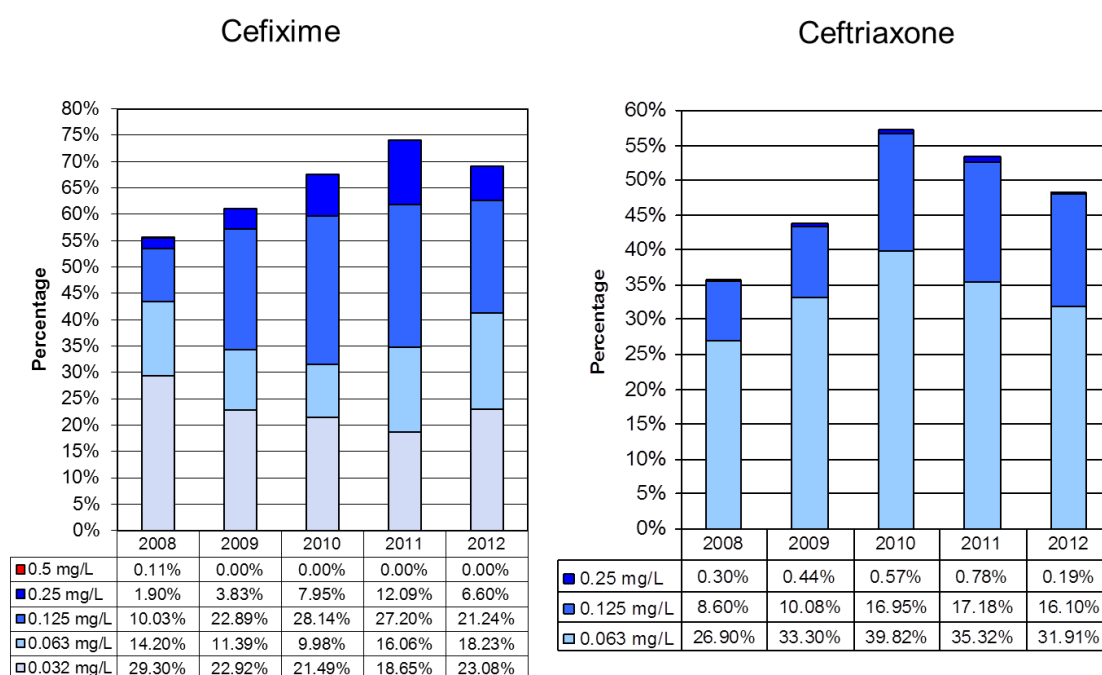 Cefixime
Percentage
80%
75%
70%
65%
60%
55%
50%
45%
40%
35%
30%
25%
20%
15%
10%
5%
0%
2008 2009 2010 2011 2012
0.5 mg/L 0.11% 0.00% 0.00% 0.00% 0.00%
0.25 mg/L 1.90% 3.83% 7.95% 12.09% 6.60%
0.125 mg/L 10.03% 22.89% 28.14% 27.20% 21.24%
0.063 mg/L 14.20% 11.39% 9.98% 16.06% 18.23%
0.032 mg/L 29.30% 22.92% 21.49% 18.65% 23.08%
Ceftriaxone
Percentage
60%
55%
50%
45%
40%
35%
30%
25%
20%
15%
10%
5%
0%
2008 2009 2010 2011 2012
0.25 mg/L 0.30% 0.44% 0.57% 0.78% 0.19%
0.125 mg/L 8.60% 10.08% 16.95% 17.18% 16.10%
0.063 mg/L 26.90% 33.30% 39.82% 35.32% 31.91%